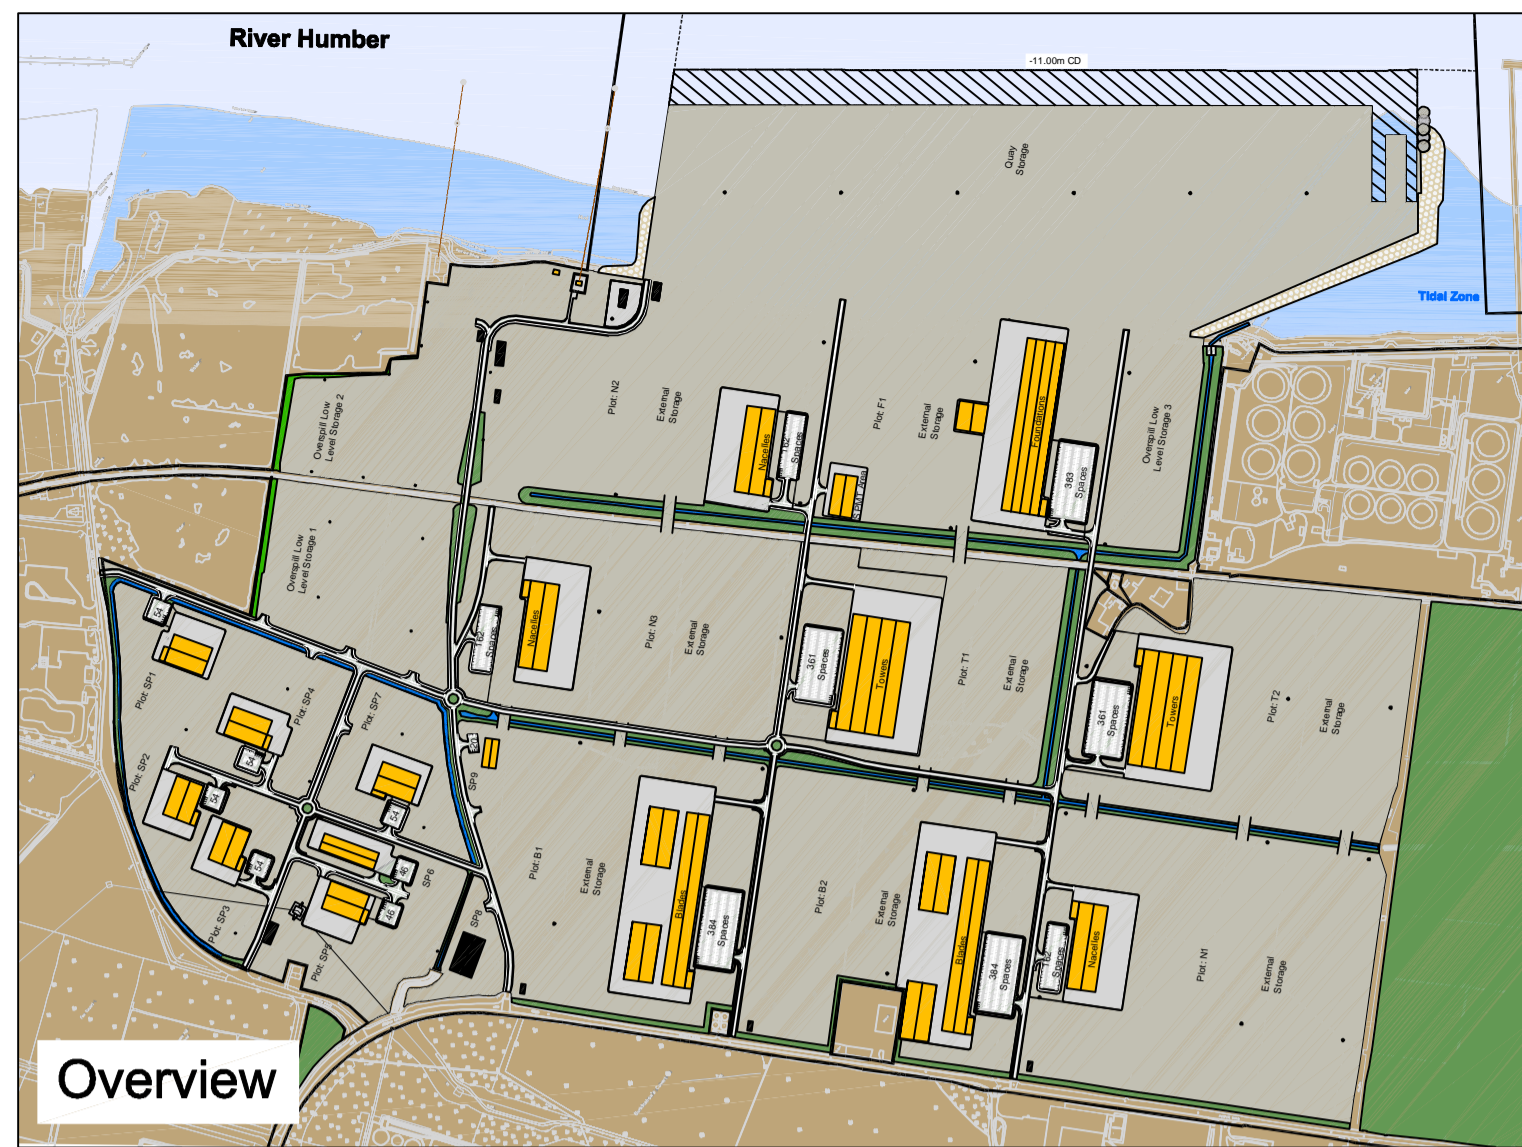 River Humber
-11.00m CD
Quay
Storage
Tidal Zone
Overspill Low
Level Storage 2
Plot: N2
External
Storage
Nacelles
162
Spaces
Plot: F1
External
Storage
Foundations
383
Spaces
Overspill Low
Level Storage 3
SPMT Area
Overspill Low
Level Storage 1
162
Spaces
Nacelles
Plot: N3
External
Storage
361
Spaces
Towers
Plot: T1
External
Storage
361
Spaces
Towers
Plot: T2
External
Storage
54
Plot: SP1
Plot: SP4
54
Plot: SP7
54
Plot: SP2
54
54
20
SP9
46
46
SP6
Plot: SP3
Plot: SP5
SP8
Plot: B1
External
Storage
Blades
384
Spaces
Plot: B2
External
Storage
Blades
384
Spaces
162
Spaces
Nacelles
Plot: N1
External
Storage
Overview